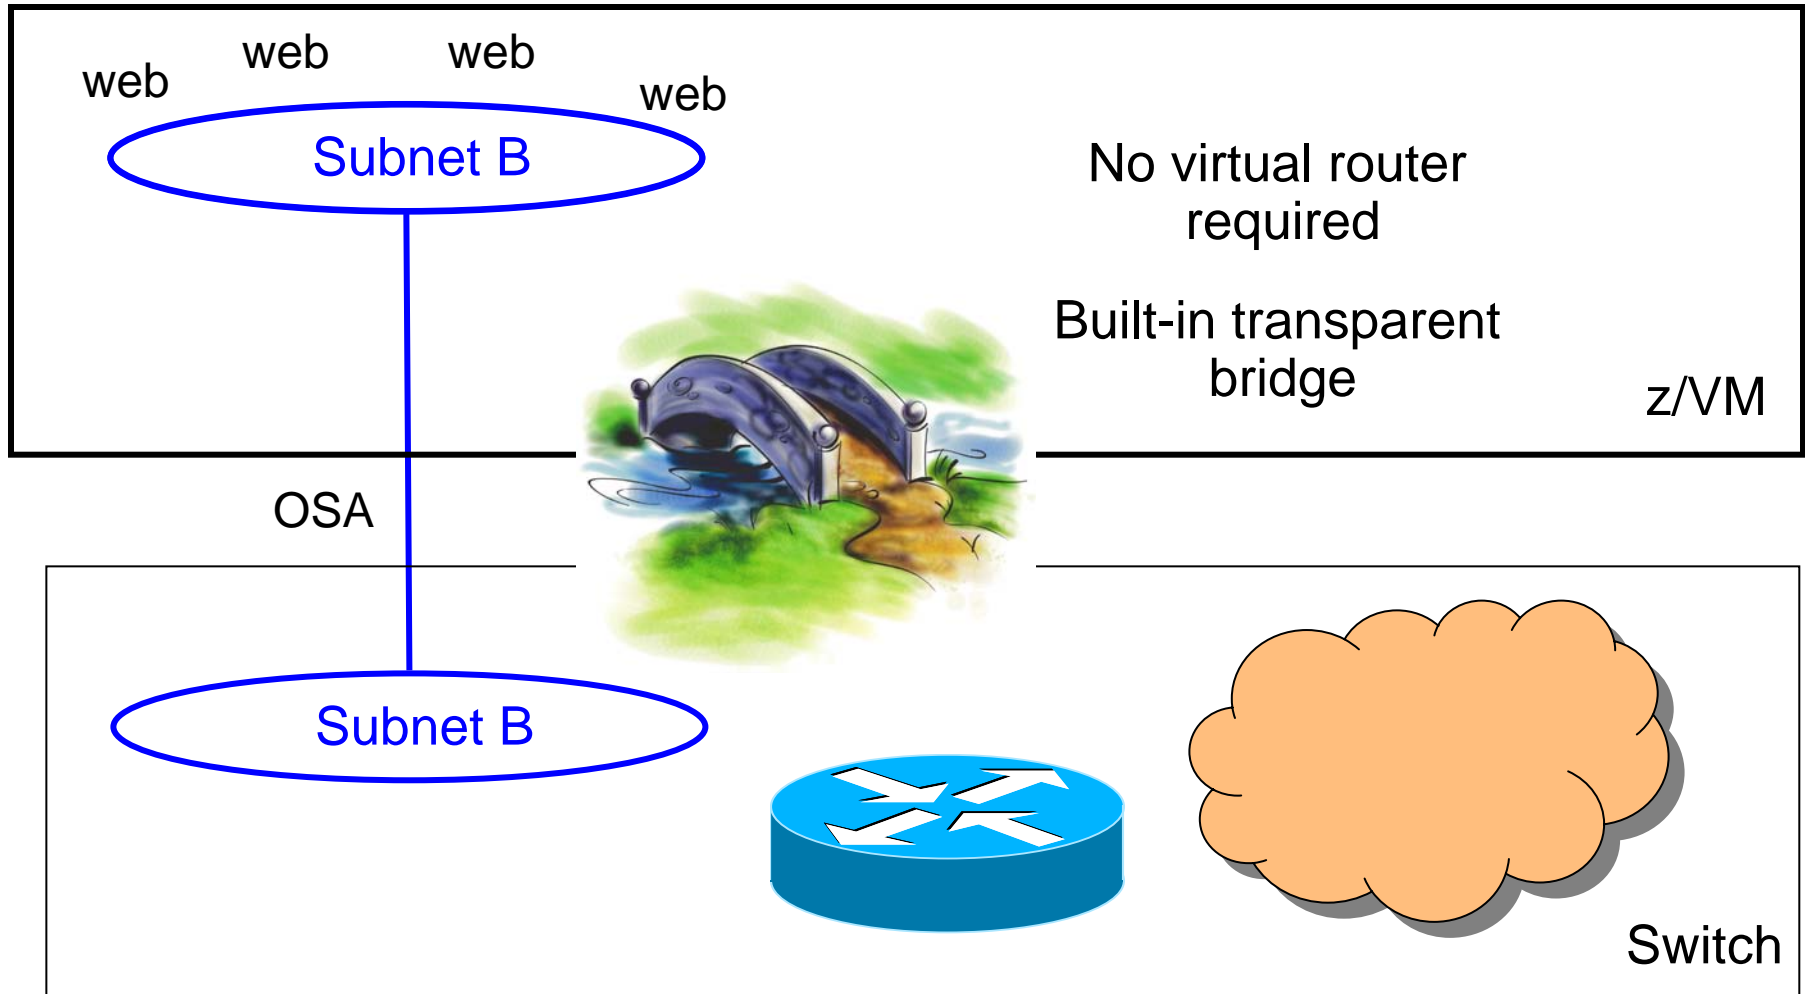 web
web
web
web
Subnet B
No virtual router
required
Built-in transparent
bridge
z/VM
OSA
Subnet B
Switch